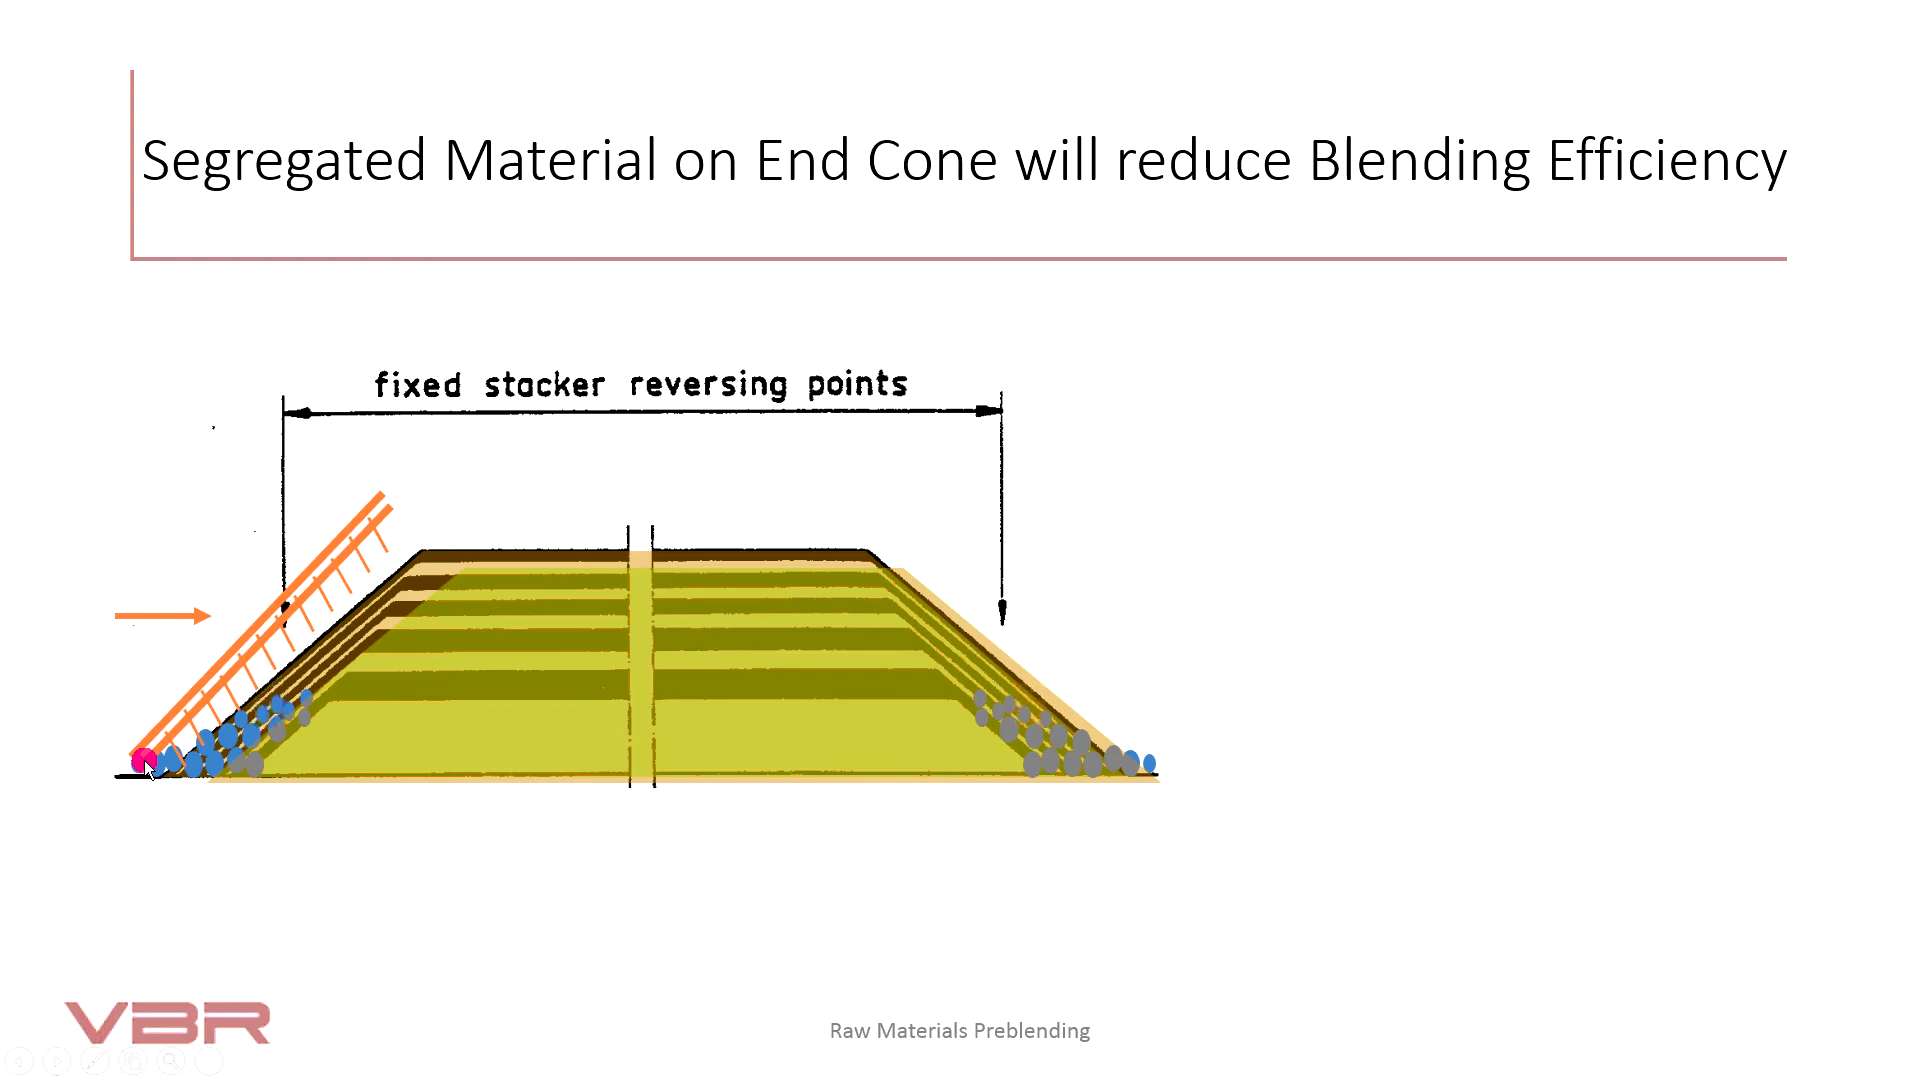 Segregated Material on End Cone will reduce Blending Efficiency
fixed stacker reversing points
VBR
Raw Materials Preblending